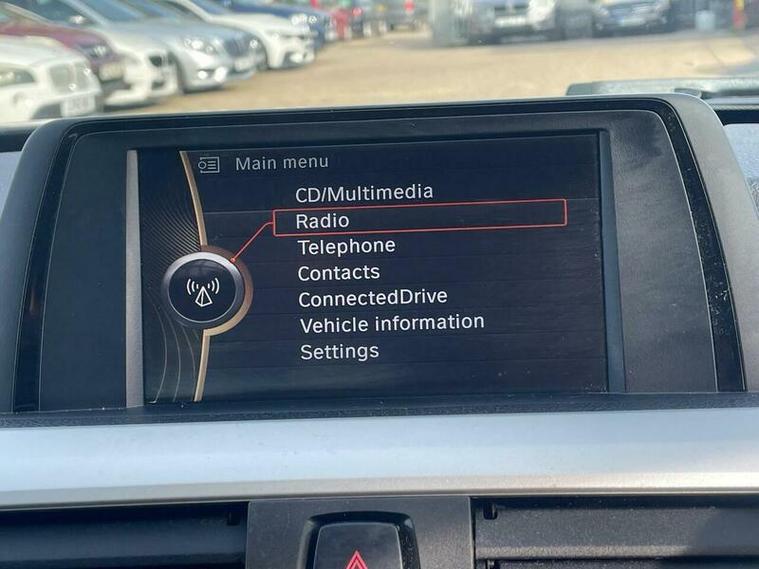 Main menu
CD/Multimedia
Radio
Telephone
Contacts
ConnectedDrive
Vehicle information
Settings